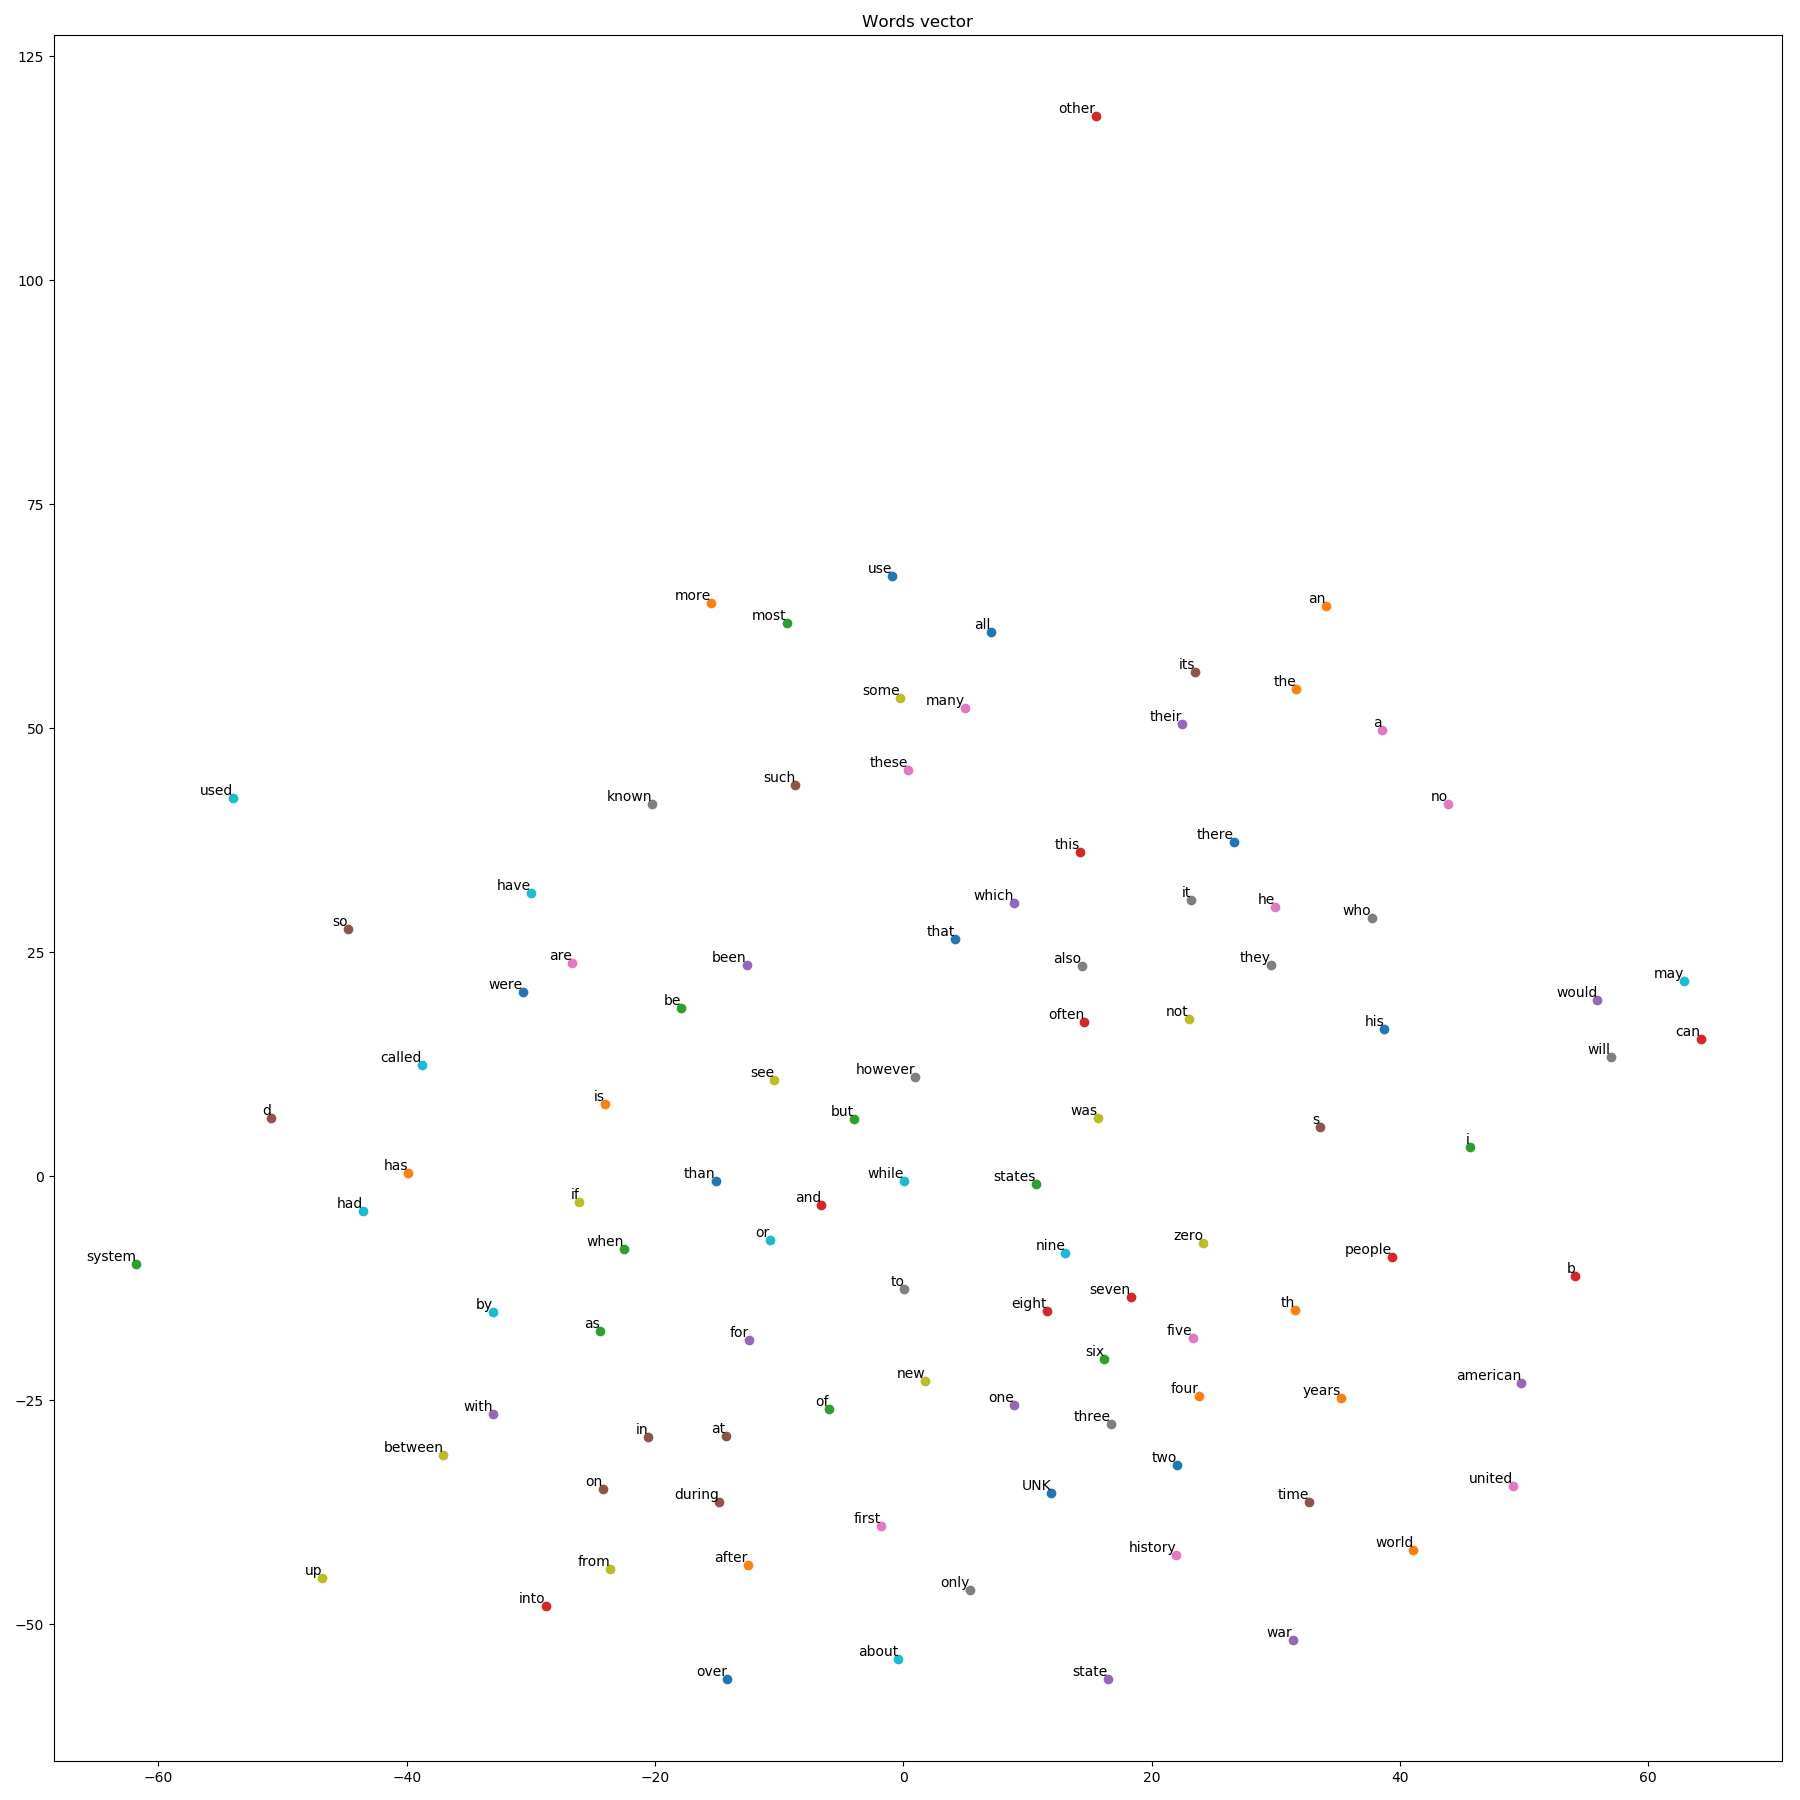 Words vector
125
other
100
75
use
more
an
most
all
its
the
some
many
their
a
these
such
used
known
no
there
this
have
which
it
he
who
so
that
are
been
also
they
may
were
would
be
often
not
his
can
called
will
see
however
is
d
but
was
s
i
has
than
while
states
had
if
and
or
zero
when
nine
people
system
b
to
seven
eight
th
by
as
for
five
six
new
american
four
years
of
one
with
three
in
at
between
two
united
on
UNK
during
time
first
world
history
after
from
only
up
into
war
about
over
state
50
25
0
−25
−50
−60
−40
−20
0
20
40
60